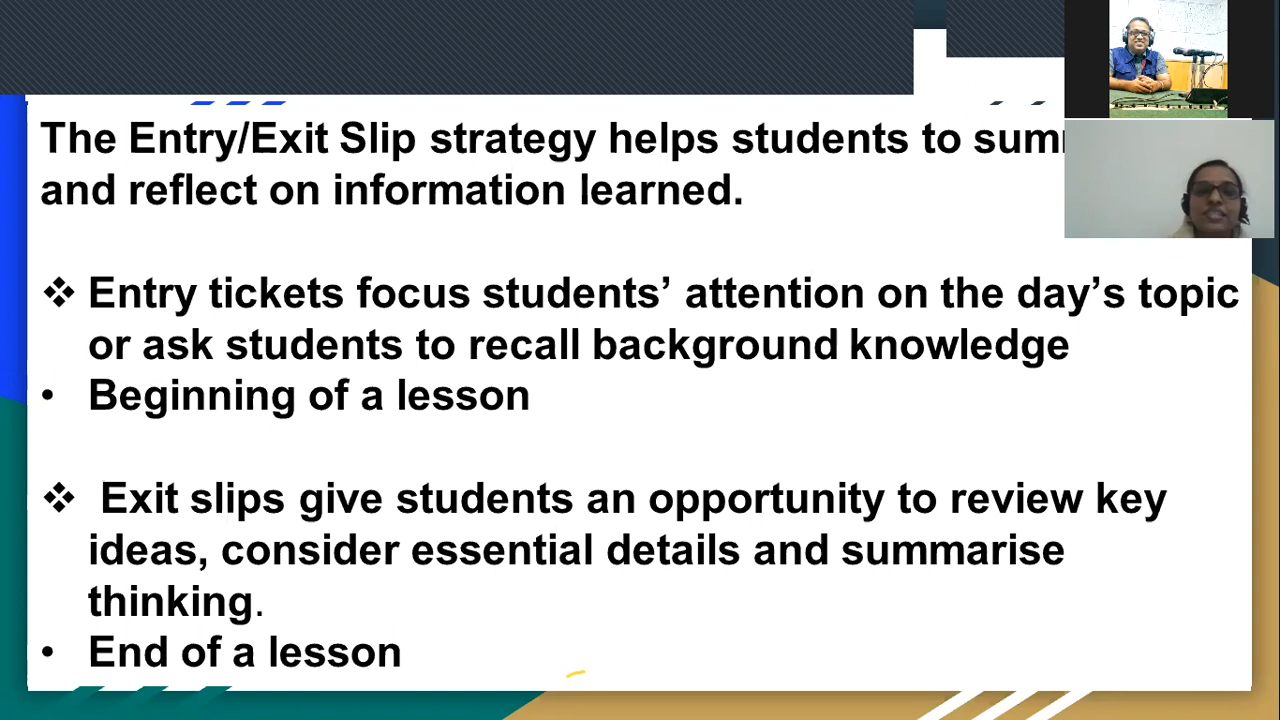 The Entry/Exit Slip strategy helps students to
and reflect on information learned.
❖ Entry tickets focus students’ attention on the day’s topic
or ask students to recall background knowledge
• Beginning of a lesson
❖ Exit slips give students an opportunity to review key
ideas, consider essential details and summarise
thinking.
• End of a lesson